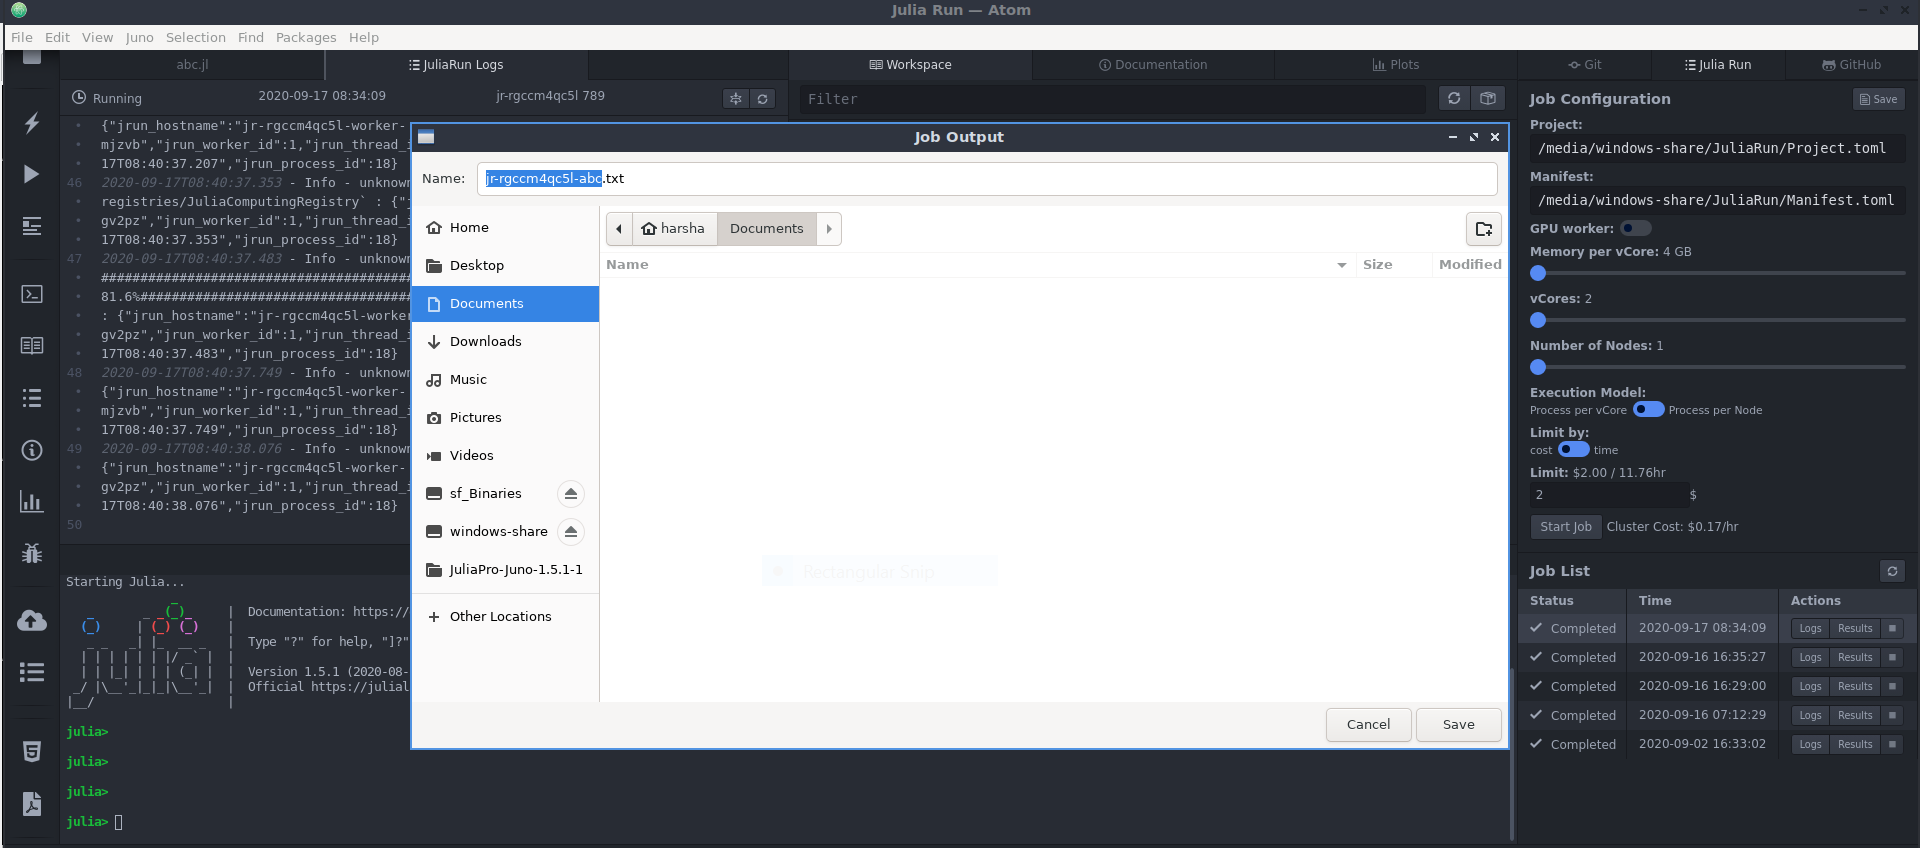 Julia Run — Atom
File Edit View Juno Selection Find Packages Help
abc.jl
JuliaRun Logs
Workspace
Documentation
Plots
Git
Julia Run
GitHub
Running
2020-09-17 08:34:09
jr-rgccm4qc5l 789
Filter
{"jrun_hostname":"jr-rgccm4qc5l-worker-
mjzvb","jrun_worker_id":1,"jrun_thread_i
17T08:40:37.207","jrun_process_id":18}
46 2020-09-17T08:40:37.353 - Info - unknown
registries/JuliaComputingRegistry` : {"j
gv2pz","jrun_worker_id":1,"jrun_thread_i
17T08:40:37.353","jrun_process_id":18}
47 2020-09-17T08:40:37.483 - Info - unknown
########################################
81.6%###################################
: {"jrun_hostname":"jr-rgccm4qc5l-worker
gv2pz","jrun_worker_id":1,"jrun_thread_i
17T08:40:37.483","jrun_process_id":18}
48 2020-09-17T08:40:37.749 - Info - unknown
{"jrun_hostname":"jr-rgccm4qc5l-worker-
mjzvb","jrun_worker_id":1,"jrun_thread_i
17T08:40:37.749","jrun_process_id":18}
49 2020-09-17T08:40:38.076 - Info - unknown
{"jrun_hostname":"jr-rgccm4qc5l-worker-
gv2pz","jrun_worker_id":1,"jrun_thread_i
17T08:40:38.076","jrun_process_id":18}
50
Starting Julia...
Documentation: https://
Type "?" for help, "]?"
Version 1.5.1 (2020-08-
Official https://julial
julia>
julia>
julia>
julia>
Job Output
Name: jr-rgccm4qc5l-abc.txt
Home
Desktop
Documents
Downloads
Music
Pictures
Videos
sf_Binaries
windows-share
JuliaPro-Juno-1.5.1-1
Other Locations
harsha Documents
Name Size Modified
Rectangular Snip
Cancel Save
Job Configuration Save
Project:
/media/windows-share/JuliaRun/Project.toml
Manifest:
/media/windows-share/JuliaRun/Manifest.toml
GPU worker:
Memory per vCore: 4 GB
vCores: 2
Number of Nodes: 1
Execution Model:
Process per vCore Process per Node
Limit by:
cost time
Limit: $2.00 / 11.76hr
2 $
Start Job Cluster Cost: $0.17/hr
Job List
Status Time Actions
Completed 2020-09-17 08:34:09 Logs Results
Completed 2020-09-16 16:35:27 Logs Results
Completed 2020-09-16 16:29:00 Logs Results
Completed 2020-09-16 07:12:29 Logs Results
Completed 2020-09-02 16:33:02 Logs Results